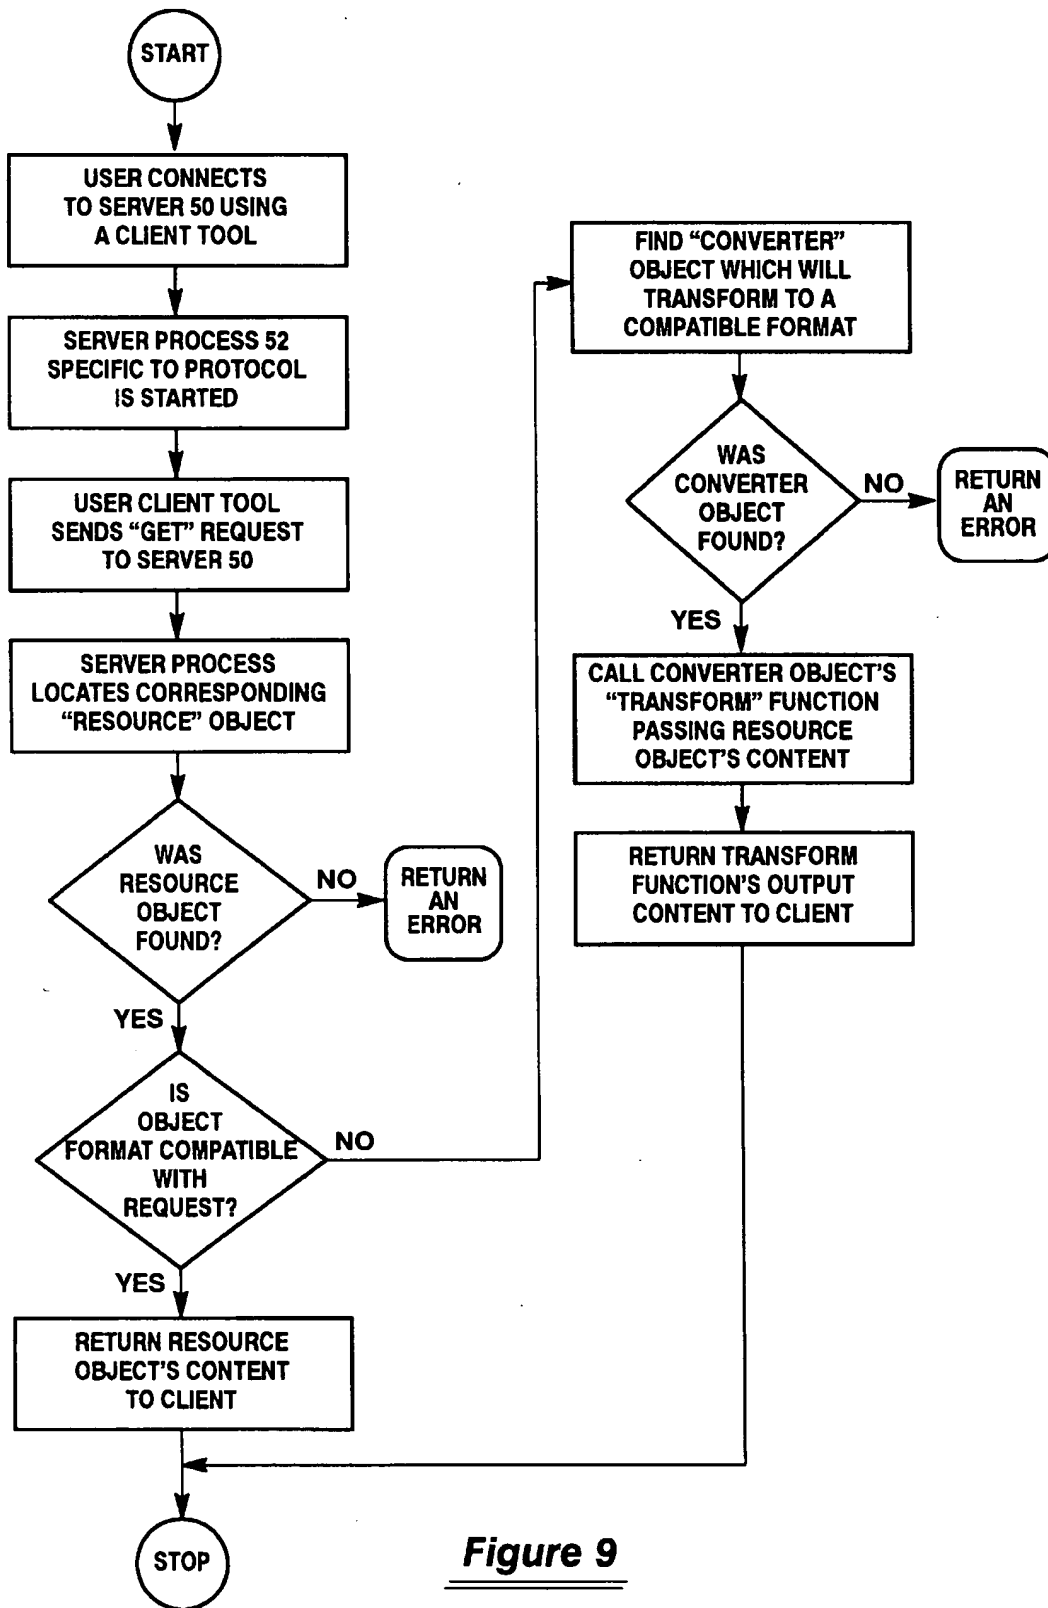 START
USER CONNECTS
TO SERVER 50 USING
A CLIENT TOOL
SERVER PROCESS 52
SPECIFIC TO PROTOCOL
IS STARTED
USER CLIENT TOOL
SENDS “GET” REQUEST
TO SERVER 50
SERVER PROCESS
LOCATES CORRESPONDING
“RESOURCE” OBJECT
WAS
RESOURCE
OBJECT
FOUND?
NO
RETURN
AN
ERROR
YES
IS
OBJECT
FORMAT COMPATIBLE
WITH
REQUEST?
NO
YES
RETURN RESOURCE
OBJECT'S CONTENT
TO CLIENT
STOP
FIND “CONVERTER”
OBJECT WHICH WILL
TRANSFORM TO A
COMPATIBLE FORMAT
WAS
CONVERTER
OBJECT
FOUND?
NO
RETURN
AN
ERROR
YES
CALL CONVERTER OBJECT'S
“TRANSFORM” FUNCTION
PASSING RESOURCE
OBJECT'S CONTENT
RETURN TRANSFORM
FUNCTION'S OUTPUT
CONTENT TO CLIENT
Figure 9